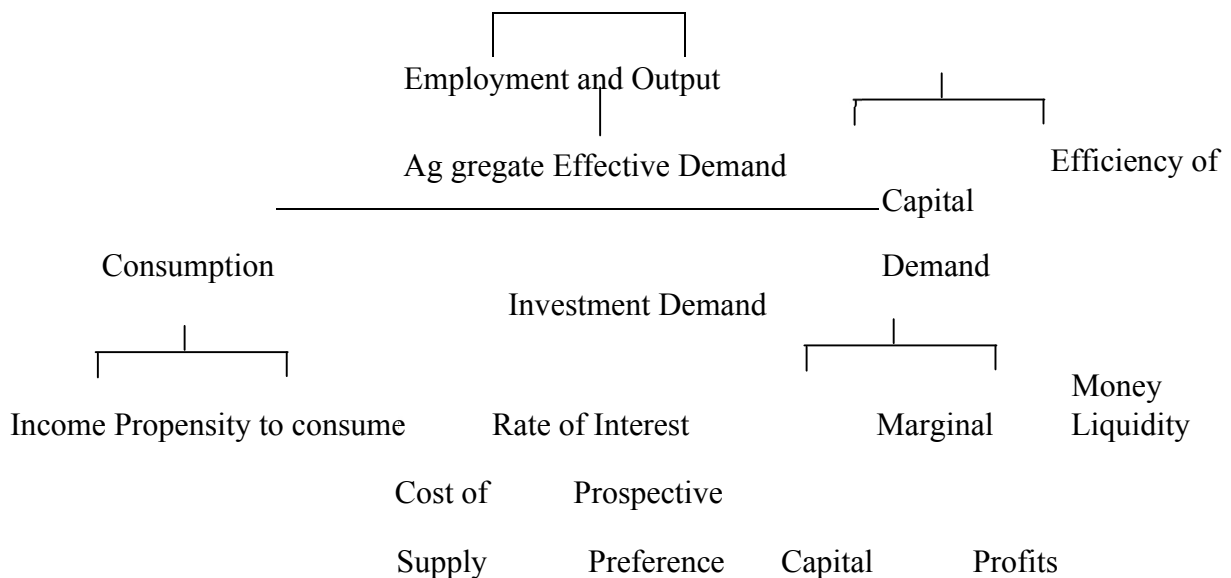 Employment and Output
Ag gregate Effective Demand
Efficiency of
Capital
Consumption
Demand
Investment Demand
Money
Income Propensity to consume Rate of Interest Marginal Liquidity
Cost of Prospective
Supply Preference Capital Profits